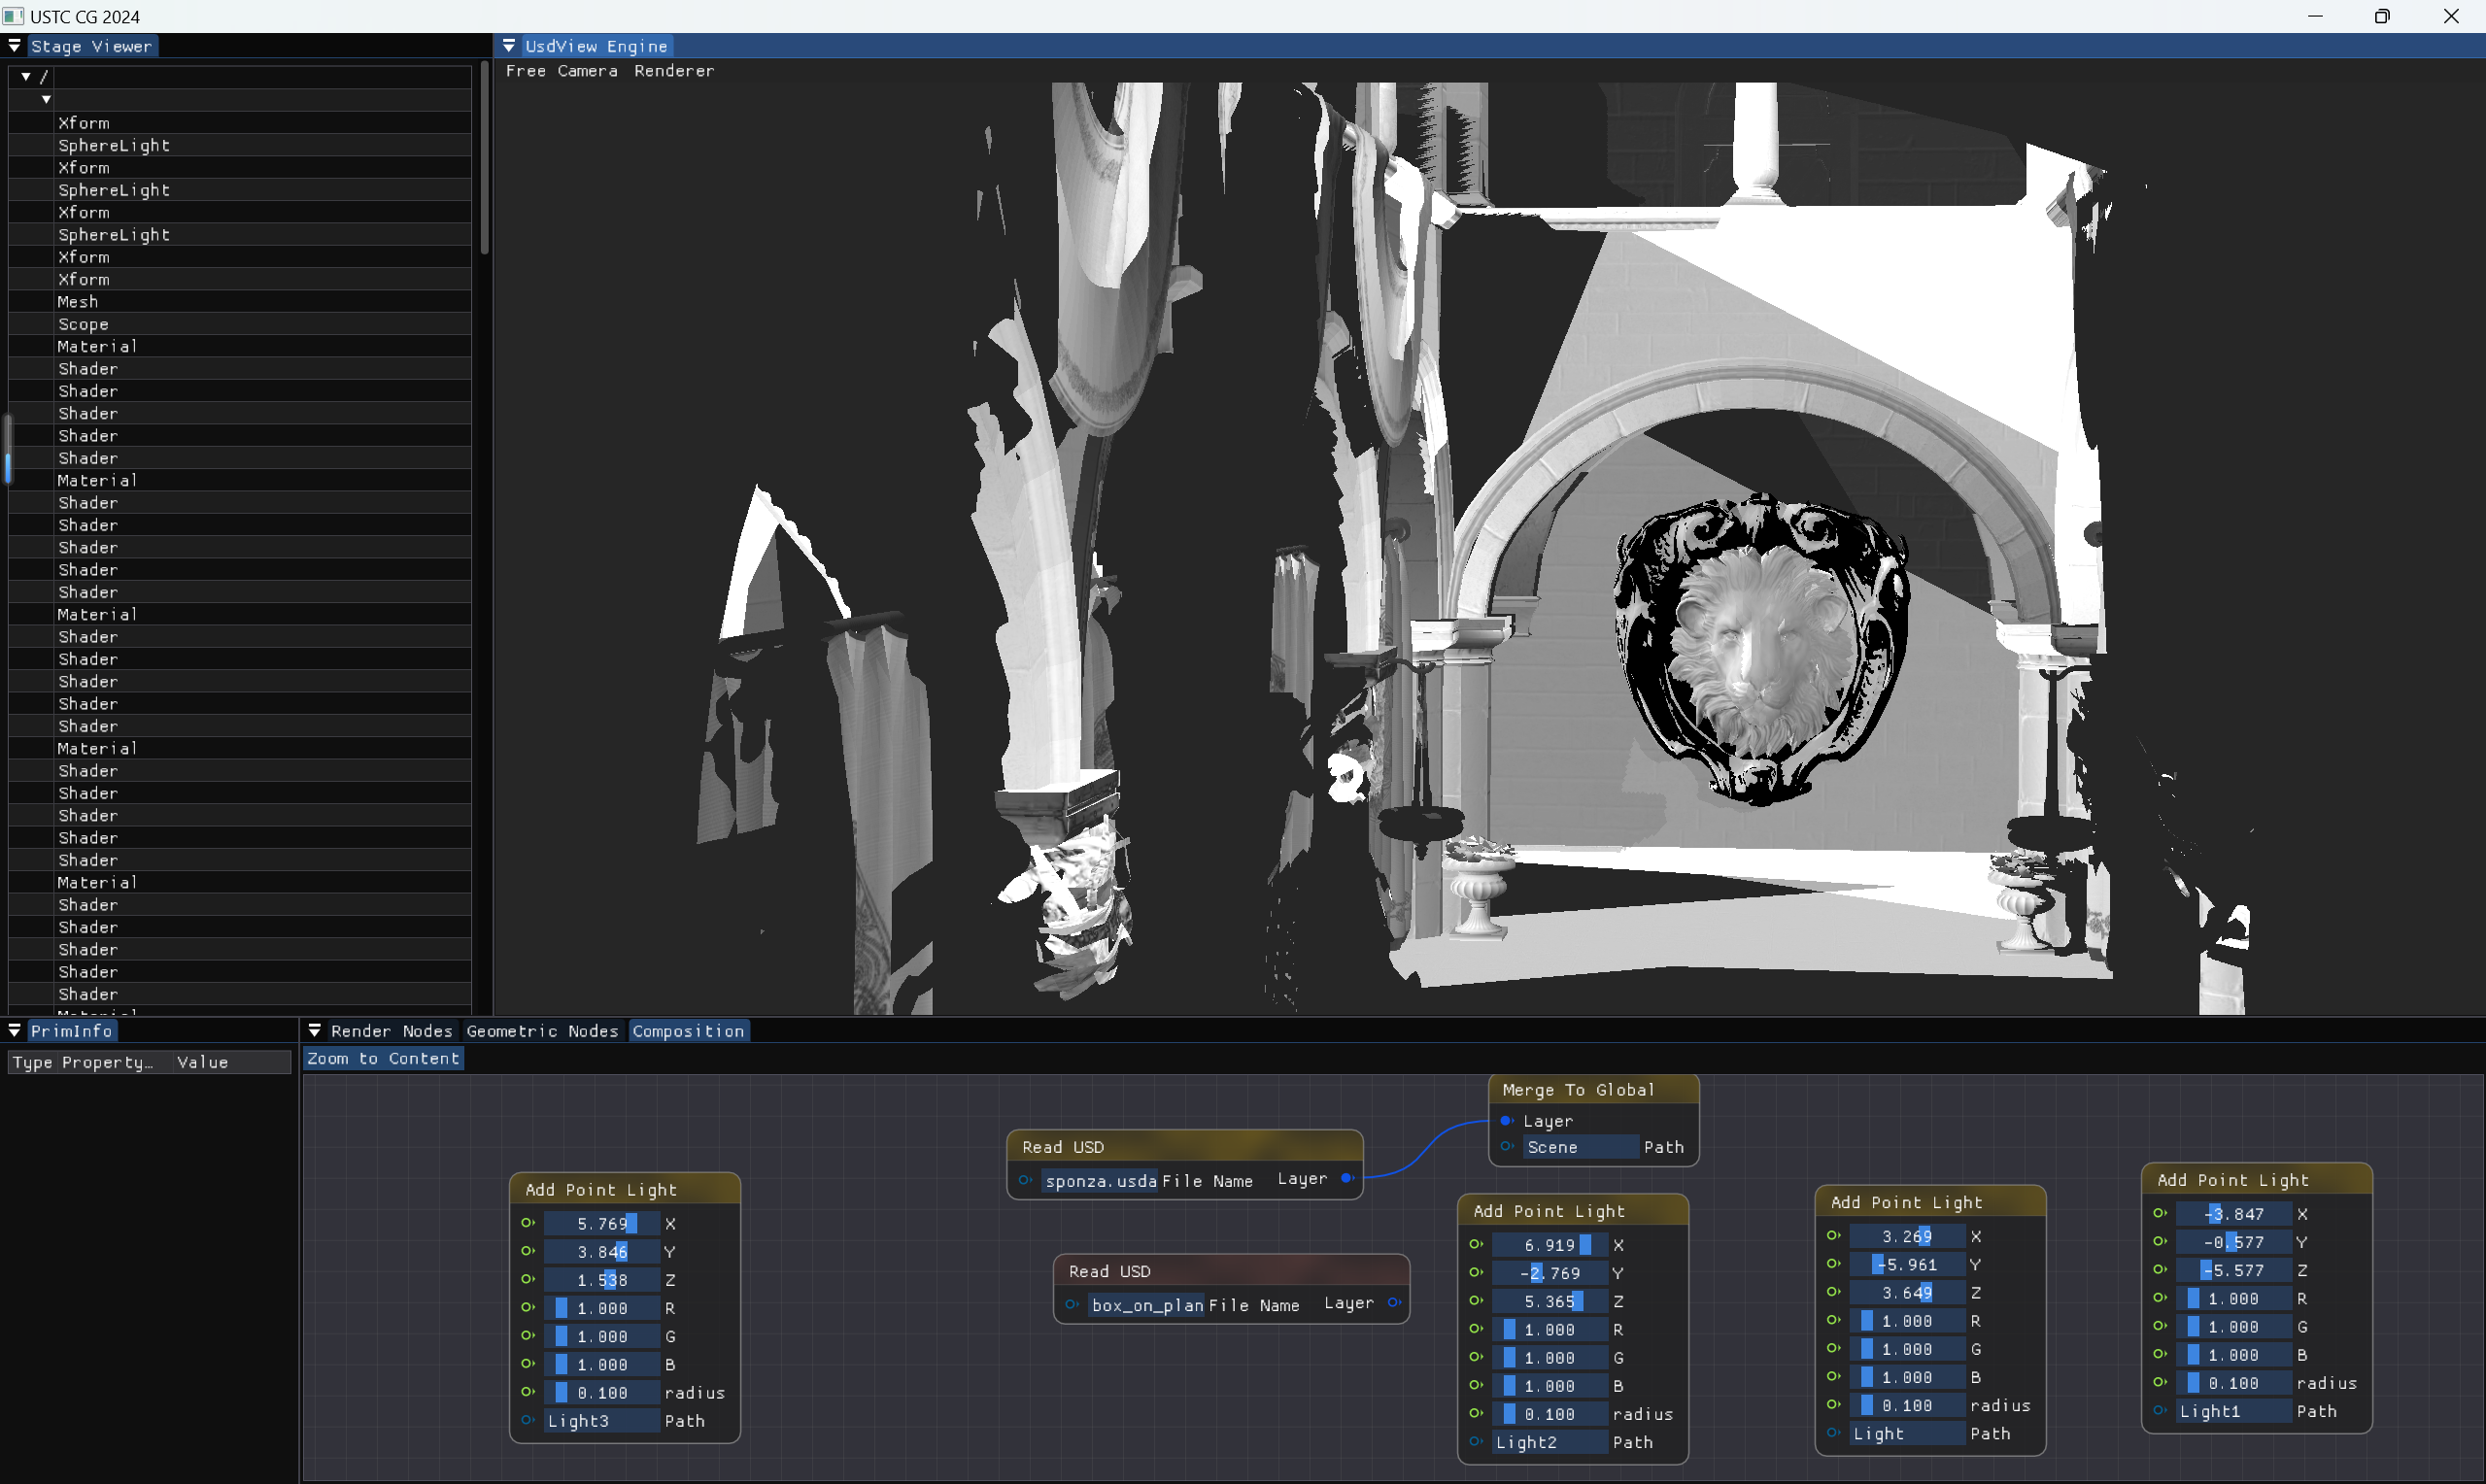 USTC CG 2024
Stage Viewer
/
Xform
SphereLight
Xform
SphereLight
Xform
SphereLight
Xform
Xform
Mesh
Scope
Material
Shader
Shader
Shader
Shader
Shader
Material
Shader
Shader
Shader
Shader
Shader
Material
Shader
Shader
Shader
Shader
Shader
Material
Shader
Shader
Shader
Shader
Shader
Material
Shader
Shader
Shader
Shader
Shader
Material
UsdView Engine
Free Camera Renderer
PrimInfo
Type Property… Value
Render Nodes Geometric Nodes Composition
Zoom to Content
Add Point Light
5.769 X
3.846 Y
1.538 Z
1.000 R
1.000 G
1.000 B
0.100 radius
Light3 Path
Read USD
sponza.usda File Name Layer
Read USD
box_on_plan File Name Layer
Merge To Global
Layer
Scene Path
Add Point Light
6.919 X
-2.769 Y
5.365 Z
1.000 R
1.000 G
1.000 B
0.100 radius
Light2 Path
Add Point Light
3.269 X
-5.961 Y
3.649 Z
1.000 R
1.000 G
1.000 B
0.100 radius
Light Path
Add Point Light
-3.847 X
-0.577 Y
-5.577 Z
1.000 R
1.000 G
1.000 B
0.100 radius
Light1 Path